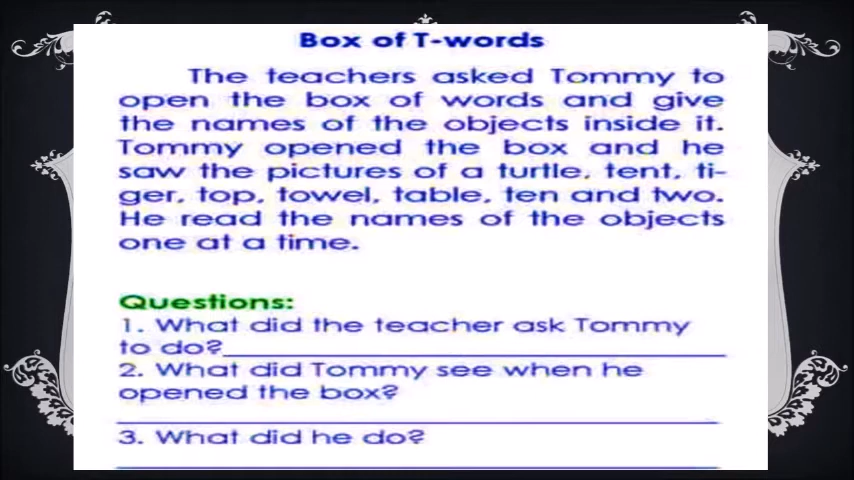 Box of T-words
The teachers asked Tommy to
open the box of words and give
the names of the objects inside it.
Tommy opened the box and he
saw the pictures of a turtle, tent, ti-
ger, top, towel, table, ten and two.
He read the names of the objects
one at a time.
Questions:
1. What did the teacher ask Tommy
to do?
2. What did Tommy see when he
opened the box?
3. What did he do?